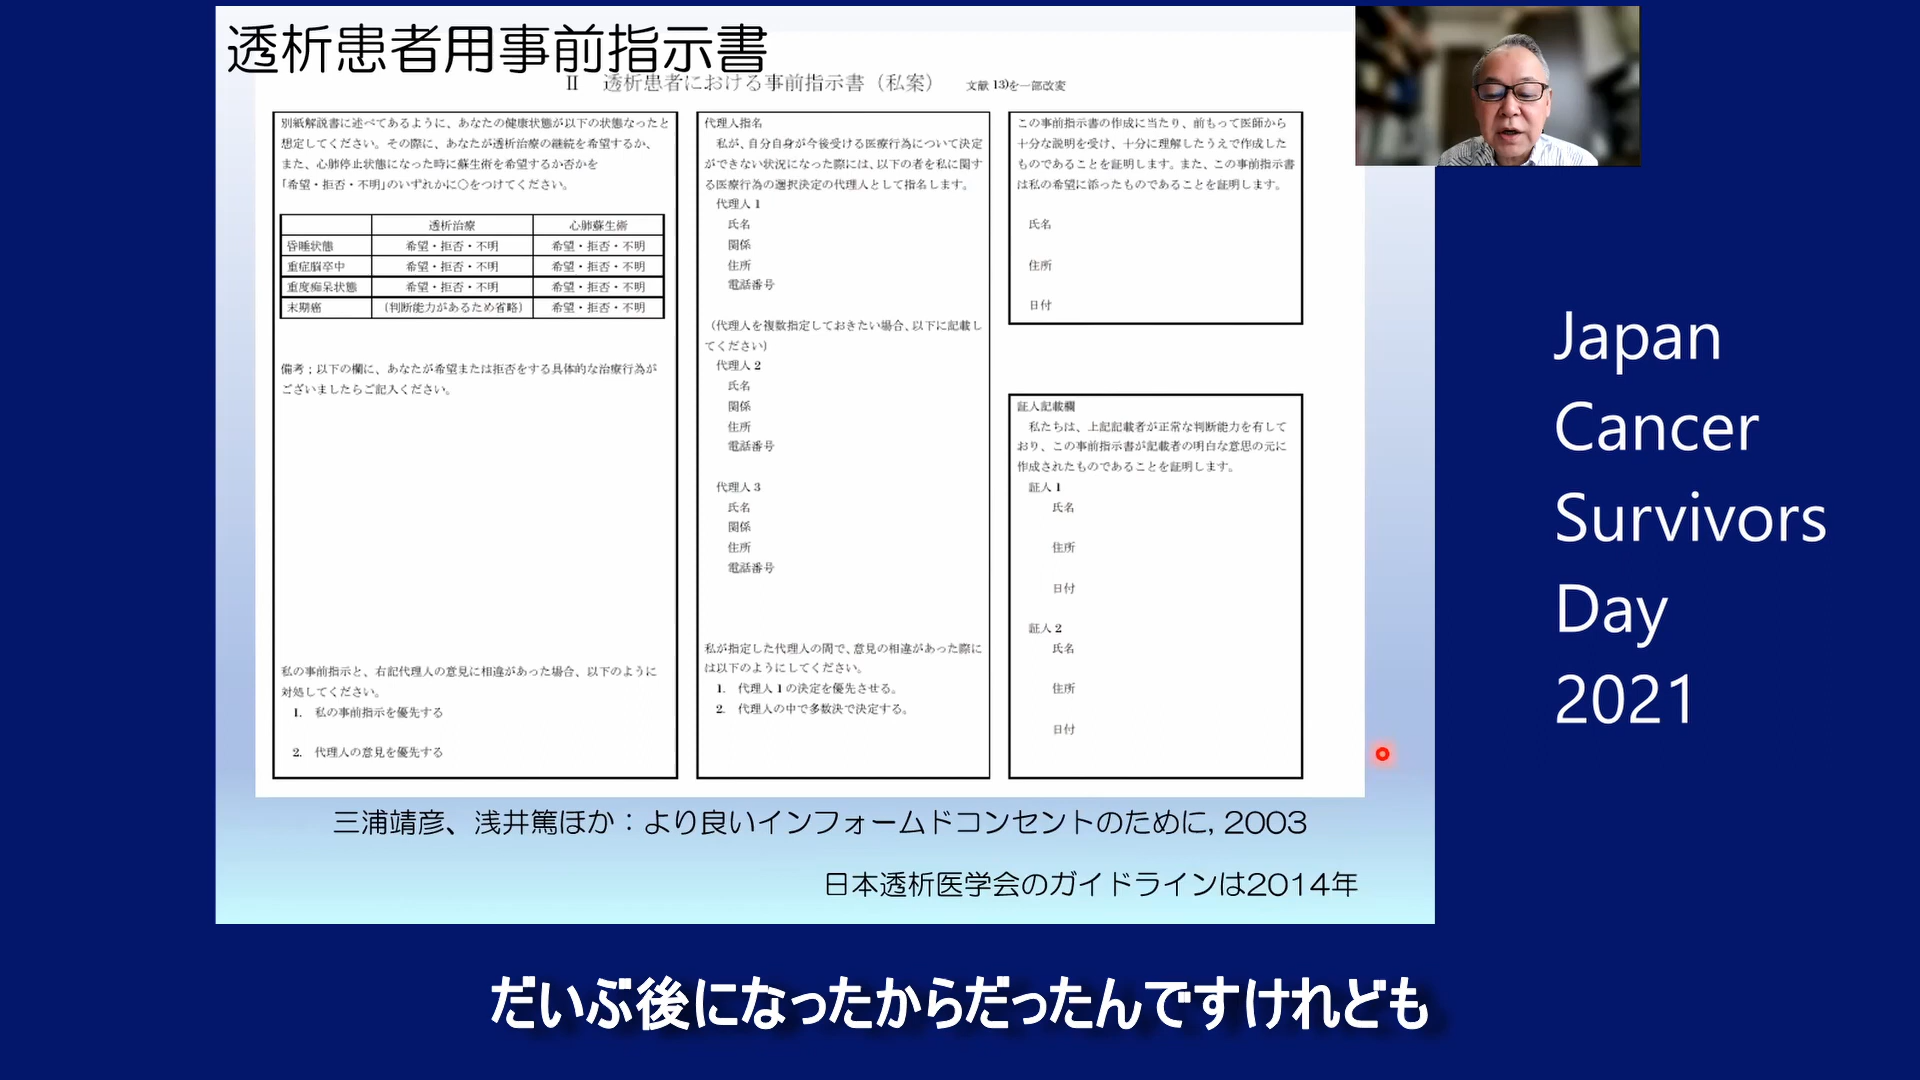 透析患者用事前指示書
Ⅱ 透析患者における事前指示書（私案） 文献 13)を一部改変
別紙解説書に述べてあるように、あなたの健康状態が以下の状態なったと
想定してください。その際に、あなたが透析治療の継続を希望するか、
また、心肺停止状態になった時に蘇生術を希望するか否かを
「希望・拒否・不明」のいずれかに○をつけてください。
透析治療 心肺蘇生術
昏睡状態 希望・拒否・不明 希望・拒否・不明
重症脳卒中 希望・拒否・不明 希望・拒否・不明
重度痴呆状態 希望・拒否・不明 希望・拒否・不明
末期癌 （判断能力があるため省略） 希望・拒否・不明
備考；以下の欄に、あなたが希望または拒否をする具体的な治療行為が
ございましたらご記入ください。
私の事前指示と、右記代理人の意見に相違があった場合、以下のように
対処してください。
1. 私の事前指示を優先する
2. 代理人の意見を優先する
代理人指名
私が、自分自身が今後受ける医療行為について決定
ができない状況になった際には、以下の者を私に関す
る医療行為の選択決定の代理人として指名します。
代理人 1
氏名
関係
住所
電話番号
（代理人を複数指定しておきたい場合、以下に記載し
てください）
代理人 2
氏名
関係
住所
電話番号
代理人 3
氏名
関係
住所
電話番号
私が指定した代理人の間で、意見の相違があった際に
は以下のようにしてください。
1. 代理人 1 の決定を優先させる。
2. 代理人の中で多数決で決定する。
この事前指示書の作成に当たり、前もって医師から
十分な説明を受け、十分に理解したうえで作成した
ものであることを証明します。また、この事前指示書
は私の希望に添ったものであることを証明します。
氏名
住所
日付
証人記載欄
私たちは、上記記載者が正常な判断能力を有して
おり、この事前指示書が記載者の明白な意思の元に
作成されたものであることを証明します。
証人 1
氏名
住所
日付
証人 2
氏名
住所
日付
三浦靖彦、浅井篤ほか：より良いインフォームドコンセントのために, 2003
日本透析医学会のガイドラインは2014年
Japan
Cancer
Survivors
Day
2021
だいぶ後になったからだったんですけれども